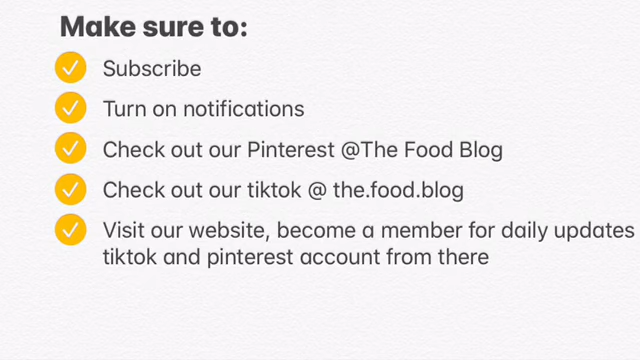 Make sure to:
Subscribe
Turn on notifications
Check out our Pinterest @The Food Blog
Check out our tiktok @ the.food.blog
Visit our website, become a member for daily updates
tiktok and pinterest account from there